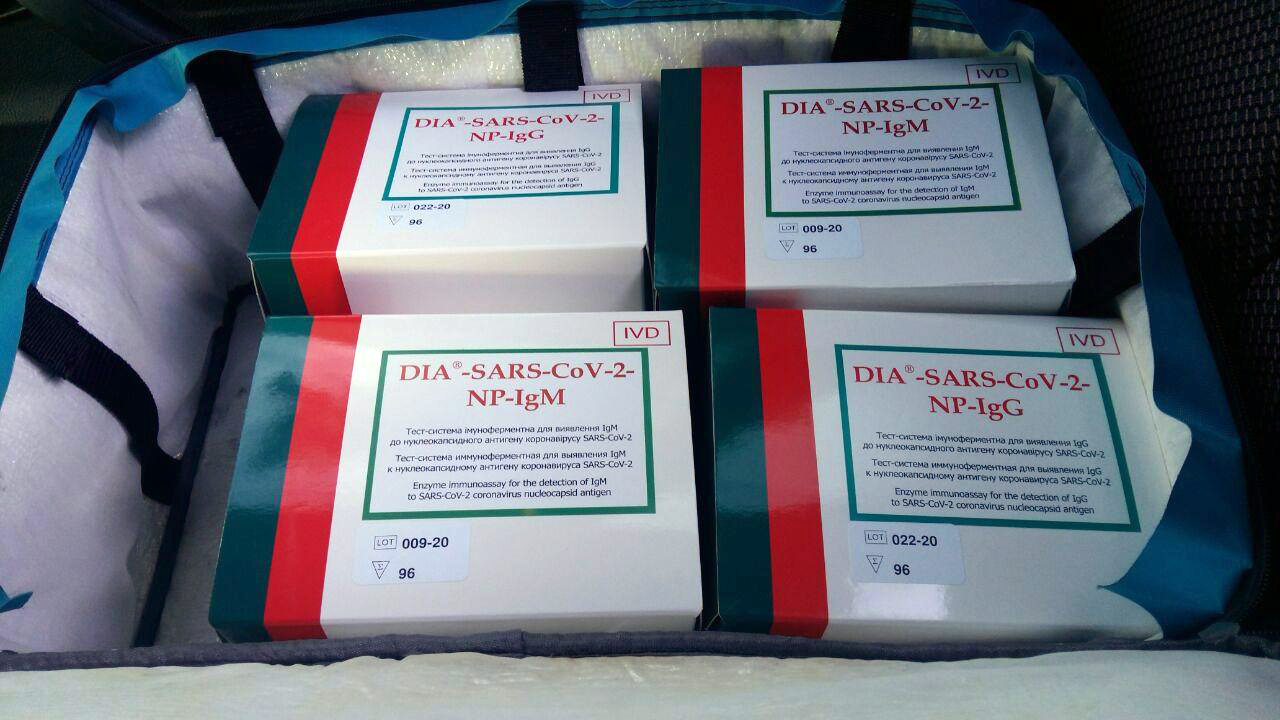 IVD
DIA®-SARS-CoV-2-
NP-IgG
Тест-система імуноферментна для виявлення IgG
до нуклеокапсидного антигену коронавірусу SARS-CoV-2
Тест-система иммуноферментная для выявления IgG
к нуклеокапсидному антигену коронавируса SARS-CoV-2
Enzyme immunoassay for the detection of IgG
to SARS-CoV-2 coronavirus nucleocapsid antigen
LOT 022-20
Σ 96
IVD
DIA®-SARS-CoV-2-
NP-IgM
Тест-система імуноферментна для виявлення IgM
до нуклеокапсидного антигену коронавірусу SARS-CoV-2
Тест-система иммуноферментная для выявления IgM
к нуклеокапсидному антигену коронавируса SARS-CoV-2
Enzyme immunoassay for the detection of IgM
to SARS-CoV-2 coronavirus nucleocapsid antigen
LOT 009-20
Σ 96
IVD
DIA®-SARS-CoV-2-
NP-IgM
Тест-система імуноферментна для виявлення IgM
до нуклеокапсидного антигену коронавірусу SARS-CoV-2
Тест-система иммуноферментная для выявления IgM
к нуклеокапсидному антигену коронавируса SARS-CoV-2
Enzyme immunoassay for the detection of IgM
to SARS-CoV-2 coronavirus nucleocapsid antigen
LOT 009-20
Σ 96
IVD
DIA®-SARS-CoV-2-
NP-IgG
Тест-система імуноферментна для виявлення IgG
до нуклеокапсидного антигену коронавірусу SARS-CoV-2
Тест-система иммуноферментная для выявления IgG
к нуклеокапсидному антигену коронавируса SARS-CoV-2
Enzyme immunoassay for the detection of IgG
to SARS-CoV-2 coronavirus nucleocapsid antigen
LOT 022-20
Σ 96